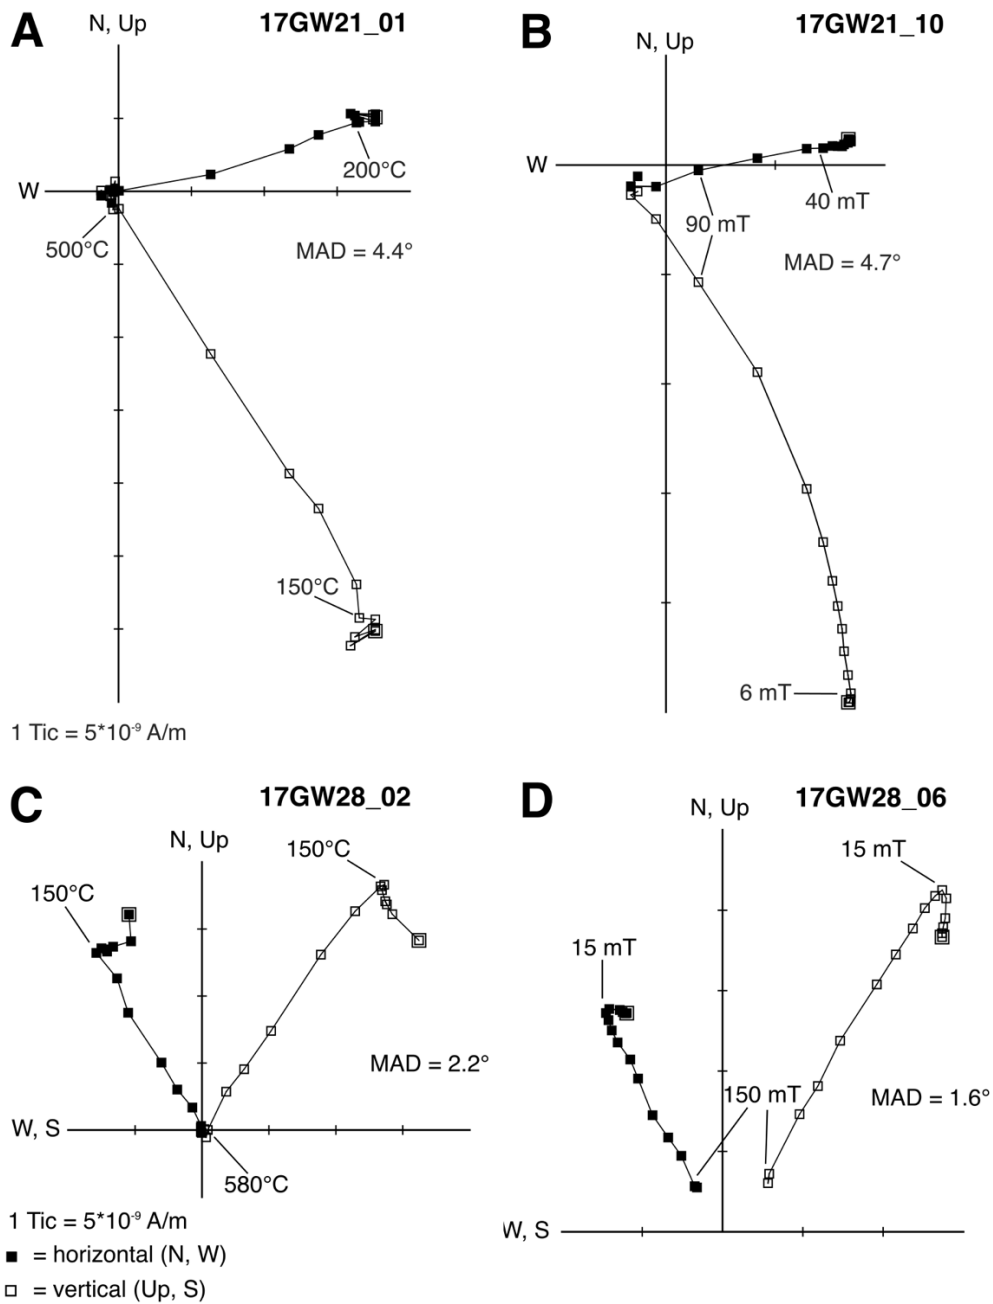 A
N, Up
17GW21_01
200°C
W
500°C
MAD = 4.4°
150°C
1 Tic = 5*10⁻⁹ A/m
B
N, Up
17GW21_10
W
40 mT
90 mT
MAD = 4.7°
6 mT
C
17GW28_02
N, Up
150°C
150°C
MAD = 2.2°
W, S
580°C
1 Tic = 5*10⁻⁹ A/m
= horizontal (N, W)
= vertical (Up, S)
D
N, Up
17GW28_06
15 mT
15 mT
150 mT
MAD = 1.6°
W, S